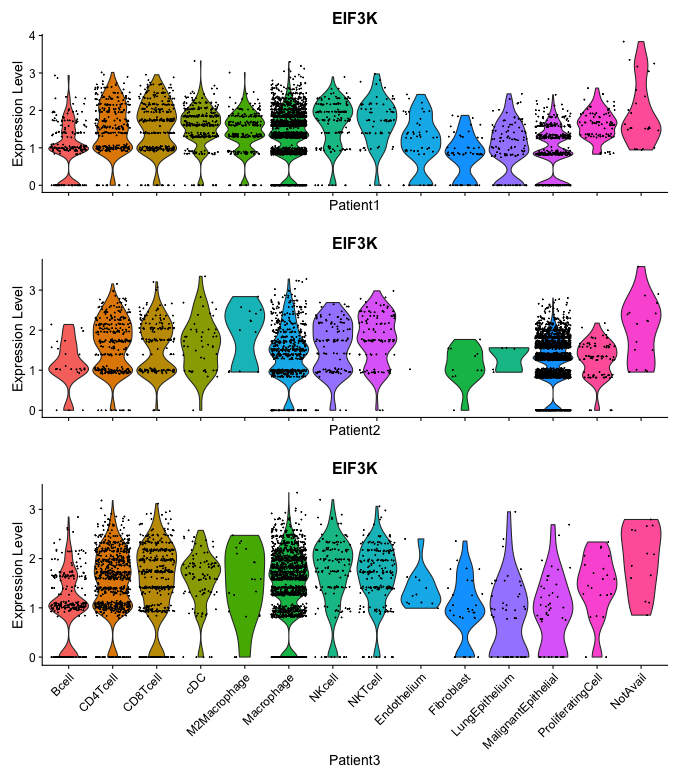 EIF3K
Expression Level
4
3
2
1
0
Patient1
EIF3K
Expression Level
3
2
1
0
Patient2
EIF3K
Expression Level
3
2
1
0
Bcell
CD4Tcell
CD8Tcell
cDC
M2Macrophage
Macrophage
NKcell
NKTcell
Endothelium
Fibroblast
LungEpithelium
MalignantEpithelial
ProliferatingCell
NotAvail
Patient3